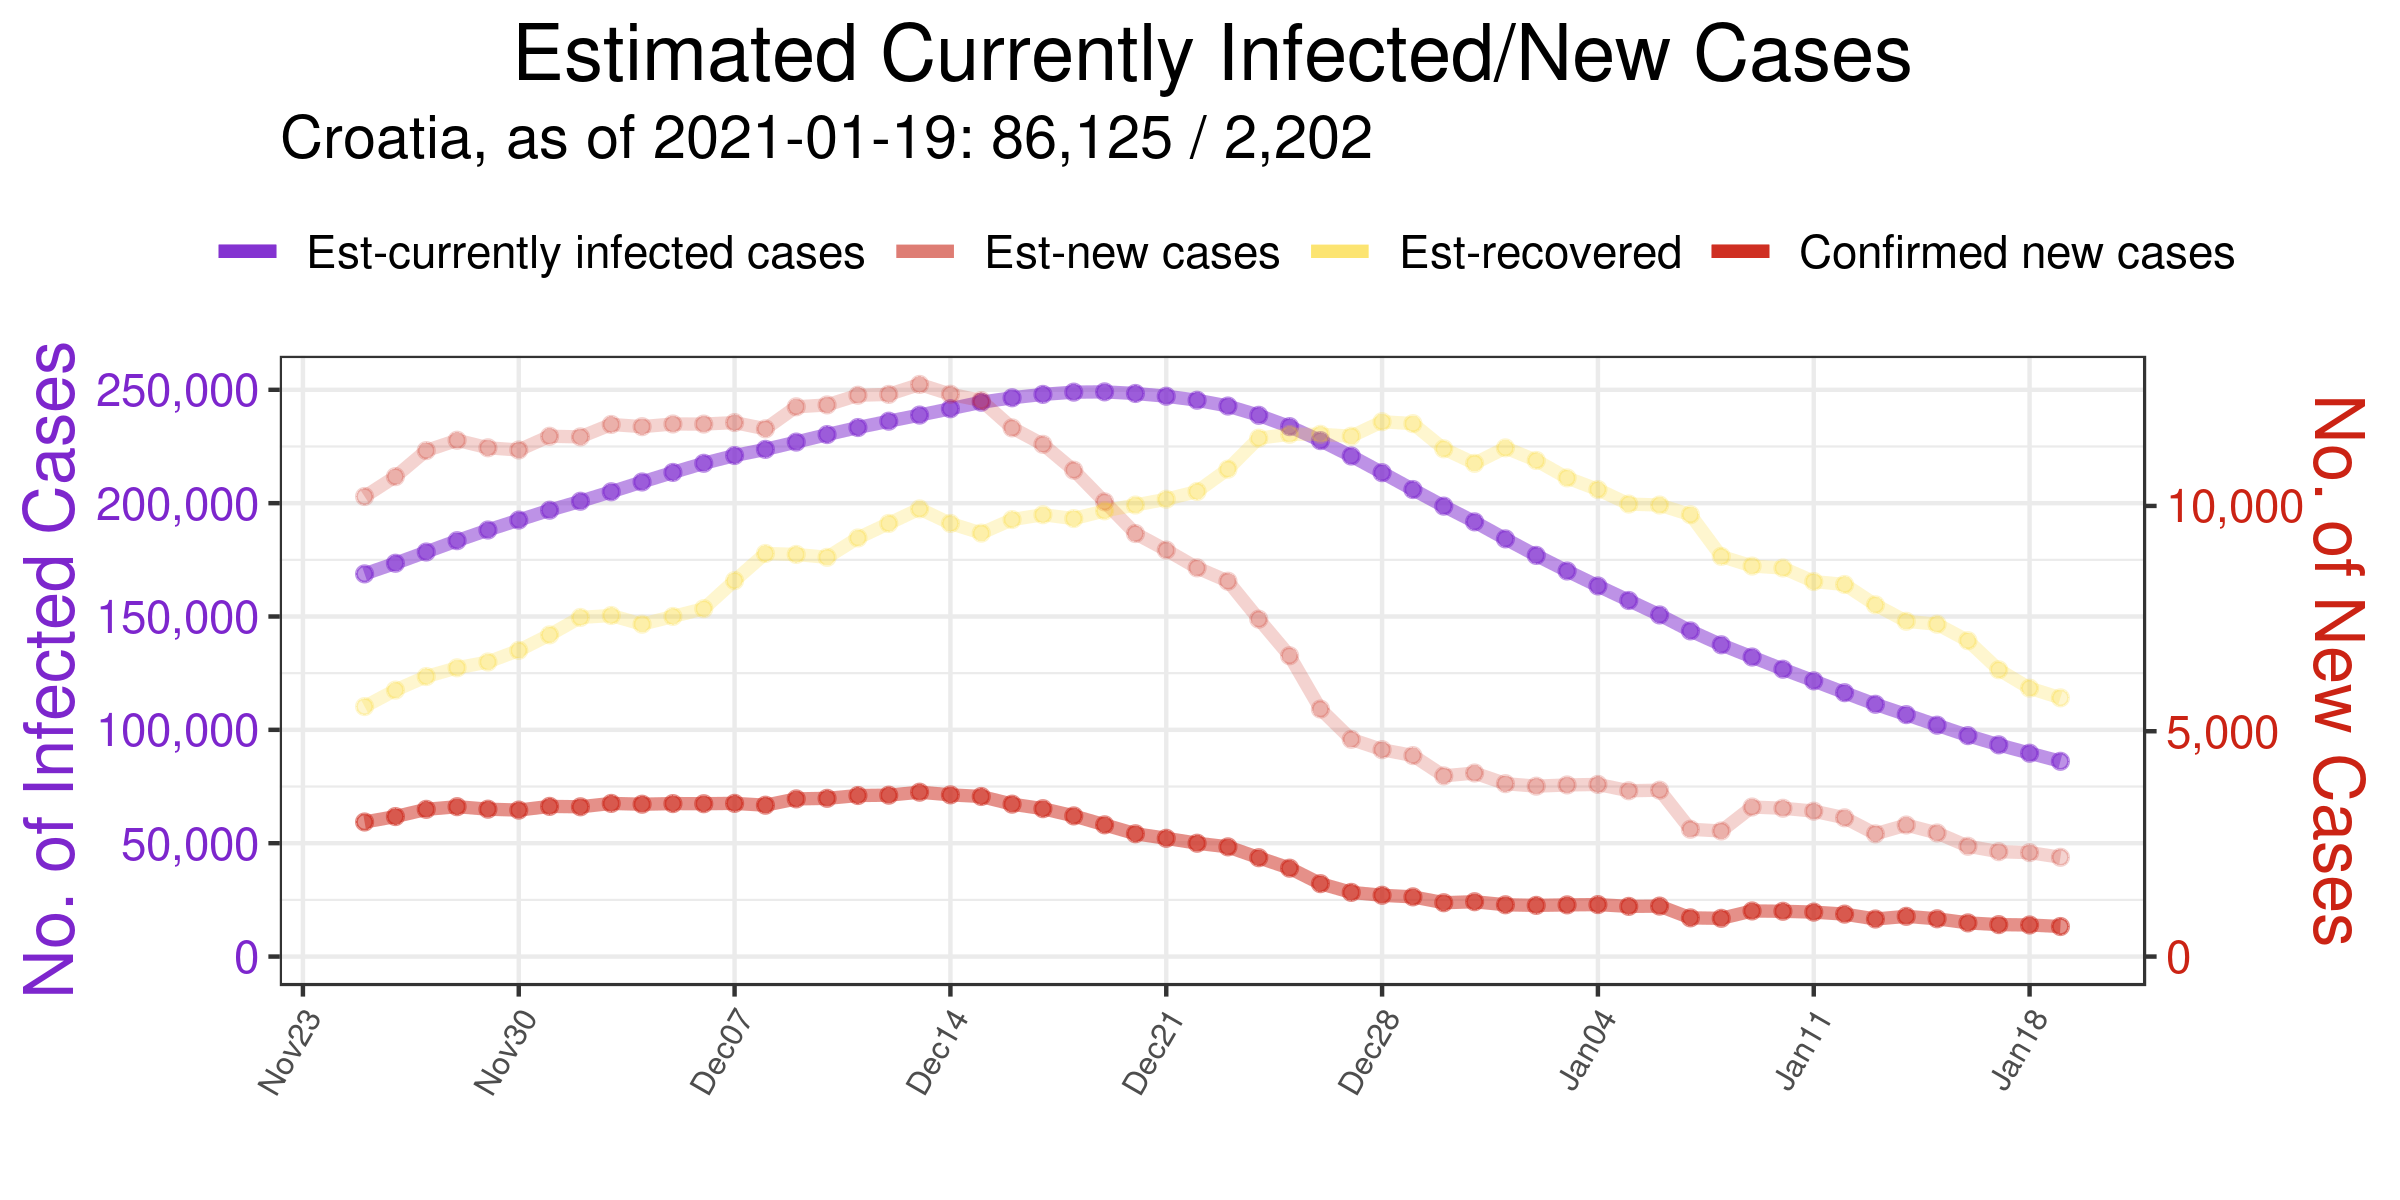 Estimated Currently Infected/New Cases
Croatia, as of 2021-01-19: 86,125 / 2,202
Est-currently infected cases Est-new cases Est-recovered Confirmed new cases
No. of Infected Cases
250,000
200,000
150,000
100,000
50,000
0
10,000
5,000
0
No. of New Cases
Nov23 Nov30 Dec07 Dec14 Dec21 Dec28 Jan04 Jan11 Jan18